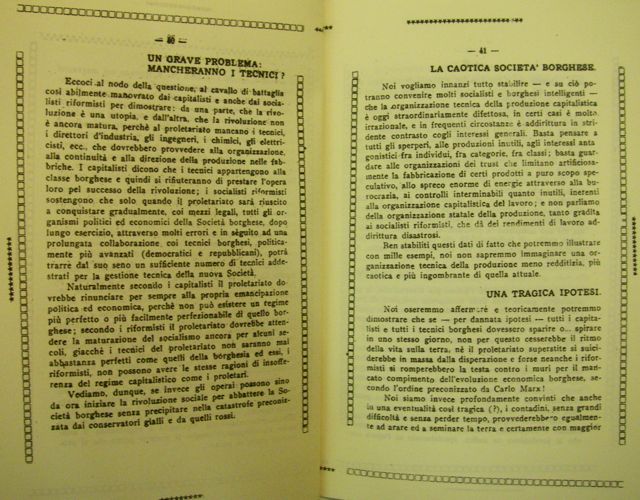 — 40 —
UN GRAVE PROBLEMA:
MANCHERANNO I TECNICI?
Eccoci al nodo della questione, al cavallo di battaglia
così abilmente manovrato dai capitalisti e anche dai socia-
listi riformisti per dimostrare: da una parte, che la rivo-
luzione è una utopia, e dall'altra, che la rivoluzione non
è ancora matura, perchè al proletariato mancano i tecnici,
i direttori d'industria, gli ingegneri, i chimici, gli elettri-
cisti, ecc., che dovrebbero provvedere alla organizzazione,
alla continuità e alla direzione della produzione nelle fab-
briche. I capitalisti dicono che i tecnici appartengono alla
classe borghese e quindi si rifiuteranno di prestare l'opera
loro pel successo della rivoluzione; i socialisti riformisti
sostengono che solo quando il proletariato sarà riuscito
a conquistare gradualmente, coi mezzi legali, tutti gli or-
ganismi politici ed economici della Società borghese, dopo
lungo esercizio, attraverso molti errori e in sèguito ad una
prolungata collaborazione coi tecnici borghesi, politica-
mente più avanzati (democratici e repubblicani), potrà
trarre dal suo seno un sufficiente numero di tecnici adde-
strati per la gestione tecnica della nuova Società.
Naturalmente secondo i capitalisti il proletariato do-
vrebbe rinunciare per sempre alla propria emancipazione
politica ed economica, perchè non può esistere un regime
più perfetto o più facilmente perfezionabile di quello bor-
ghese; secondo i riformisti il proletariato dovrebbe atten-
dere la maturazione del socialismo ancora per alcuni se-
coli, giacchè i tecnici del proletariato non saranno mai
abbastanza perfetti come quelli della borghesia ed essi, i
riformisti, non possono avere le stesse ragioni di insoffe-
renza del regime capitalistico come i proletari.
Vediamo, dunque, se invece gli operai possono sino
da ora iniziare la rivoluzione sociale per abbattere la So-
cietà borghese senza precipitare nella catastrofe preconiz-
zata dai conservatori gialli e da quelli rossi.
— 41 —
LA CAOTICA SOCIETA' BORGHESE.
Noi vogliamo innanzi tutto stabilire — e su ciò po-
tranno convenire molti socialisti e borghesi intelligenti —
che la organizzazione tecnica della produzione capitalistica
è oggi straordinariamente difettosa, in certi casi è molto
irrazionale, e in frequenti circostanze è addirittura in stri-
dente contrasto cogli interessi generali. Basta pensare a
tutti gli sperperi, alle produzioni inutili, agli interessi anta-
gonistici fra individui, fra categorie, fra classi; basta guar-
dare alle organizzazioni dei trust che limitano artificiosa-
mente la fabbricazione di certi prodotti a puro scopo spe-
culativo, allo spreco enorme di energie attraverso alla bu-
rocrazia, ai controlli interminabili quanto inutili, inerenti
alla organizzazione capitalistica del lavoro; e non parliamo
della organizzazione statale della produzione, tanto gradita
ai socialisti riformisti, che dà dei rendimenti di lavoro ad-
dirittura disastrosi.
Ben stabiliti questi dati di fatto che potremmo illustrare
con mille esempi, noi non sapremmo immaginare una or-
ganizzazione tecnica della produzione meno redditizia, più
caotica e più ingombrante di quella attuale.
UNA TRAGICA IPOTESI.
Noi oseremmo affermare e teoricamente potremmo
dimostrare che se — per dannata ipotesi — tutti i capita-
listi e tutti i tecnici borghesi dovessero sparire o... spirare
in uno stesso giorno, non per questo cesserebbe il ritmo
della vita sulla terra, nè il proletariato superstite si suici-
derebbe in massa dalla disperazione e forse neanche i rifor-
misti si romperebbero la testa contro i muri per il man-
cato compimento dell'evoluzione economica borghese, se-
condo l'ordine preconizzato da Carlo Marx!
Noi siamo invece profondamente convinti che anche
in una eventualità così tragica (?), i contadini, senza grandi
difficoltà e senza perder tempo, provvederebbero egualmen-
te ad arare ed a seminare la terra e certamente con maggior